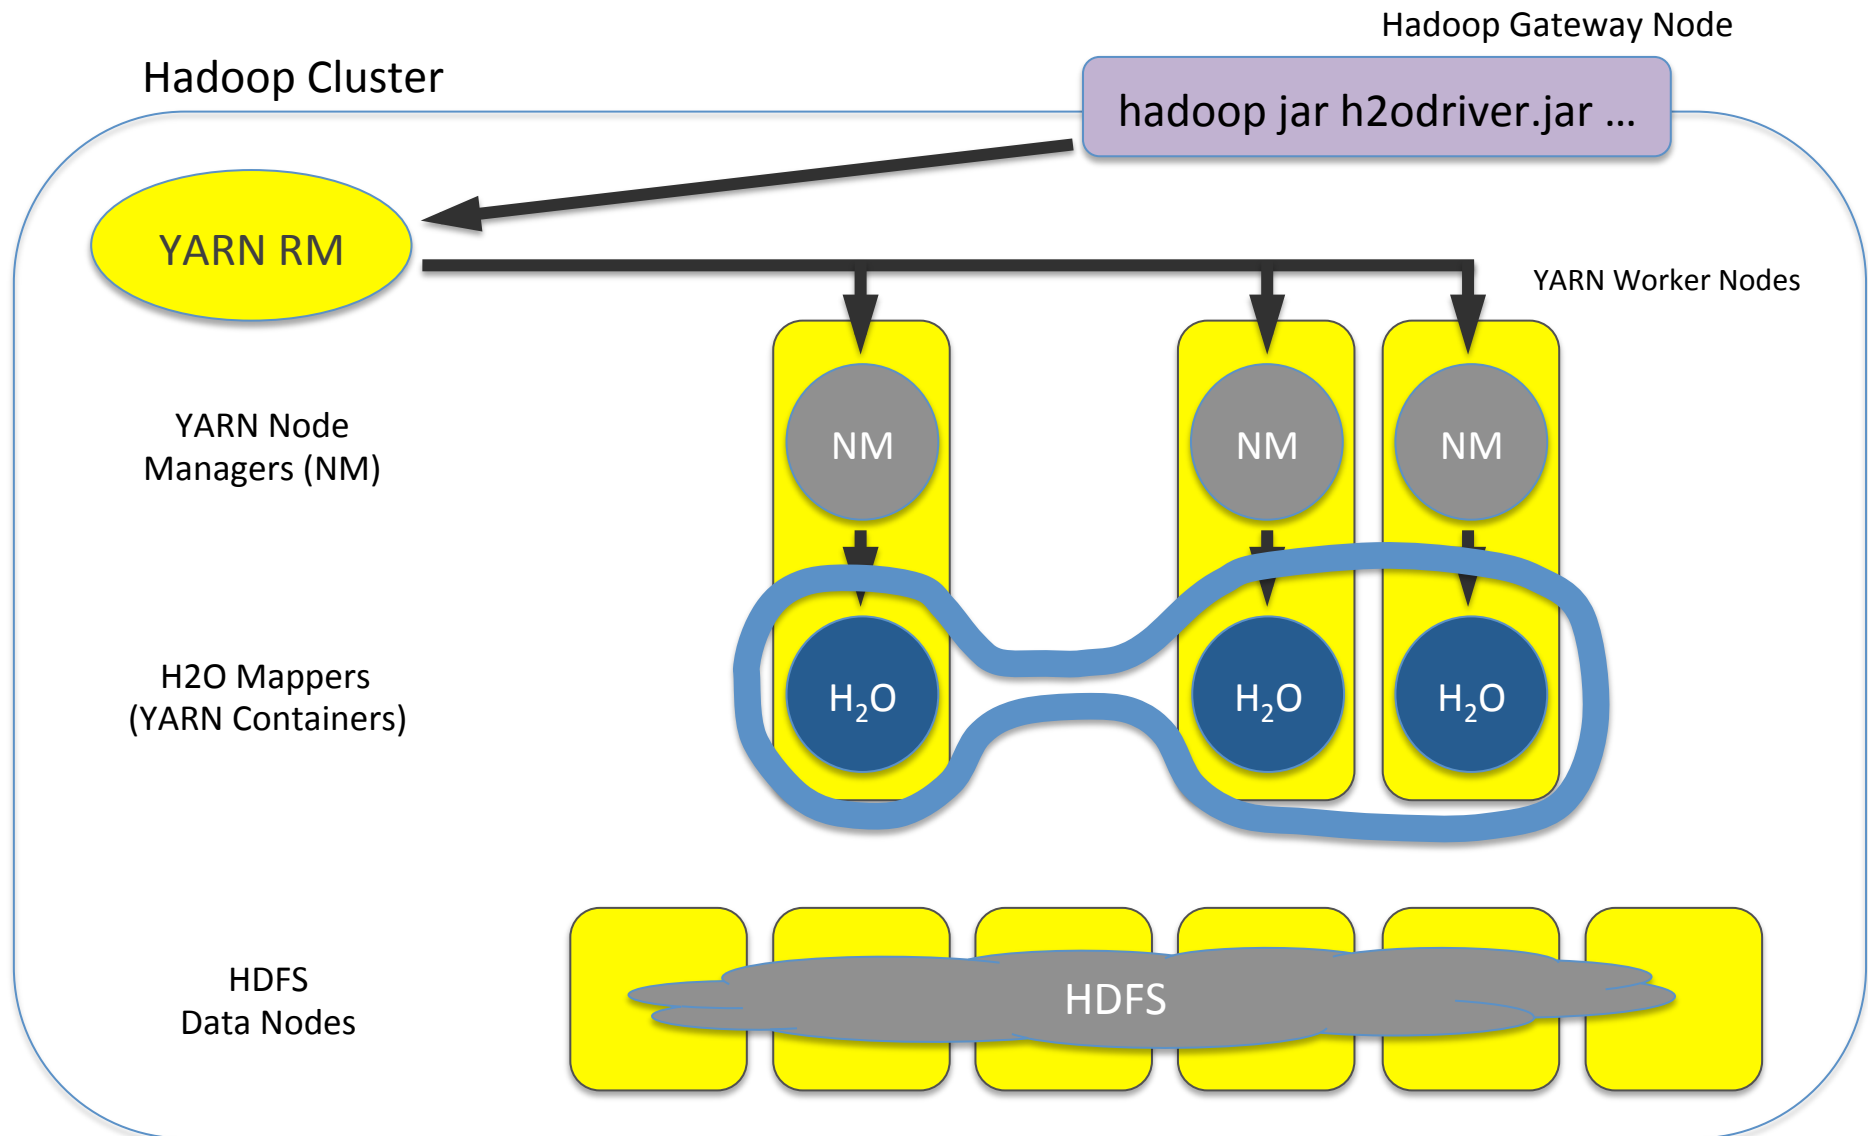 Hadoop Gateway Node
Hadoop Cluster
hadoop jar h2odriver.jar …
YARN RM
YARN Worker Nodes
YARN Node
Managers (NM)
NM
NM
NM
H2O Mappers
(YARN Containers)
H₂O
H₂O
H₂O
HDFS
Data Nodes
HDFS